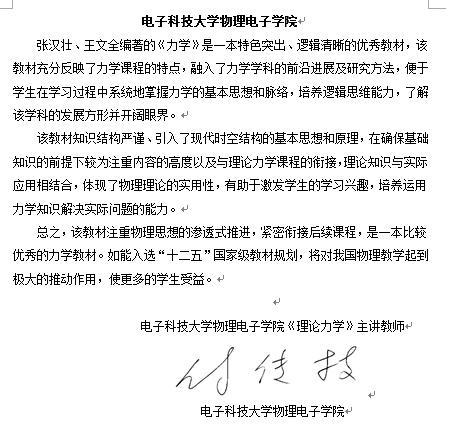 电子科技大学物理电子学院
张汉壮、王文全编著的《力学》是一本特色突出、逻辑清晰的优秀教材，该
教材充分反映了力学课程的特点，融入了力学学科的前沿进展及研究方法，便于
学生在学习过程中系统地掌握力学的基本思想和脉络，培养逻辑思维能力，了解
该学科的发展方形并开阔眼界。
该教材知识结构严谨、引入了现代时空结构的基本思想和原理，在确保基础
知识的前提下较为注重内容的高度以及与理论力学课程的衔接，理论知识与实际
应用相结合，体现了物理理论的实用性，有助于激发学生的学习兴趣，培养运用
力学知识解决实际问题的能力。
总之，该教材注重物理思想的渗透式推进，紧密衔接后续课程，是一本比较
优秀的力学教材。如能入选“十二五”国家级教材规划，将对我国物理教学起到
极大的推动作用，使更多的学生受益。
电子科技大学物理电子学院《理论力学》主讲教师
电子科技大学物理电子学院